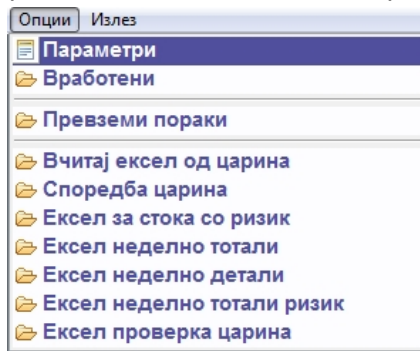 Опции Излез
Параметри
Вработени
Превземи пораки
Вчитај ексел од царина
Споредба царина
Ексел за стока со ризик
Ексел неделно тотали
Ексел неделно детали
Ексел неделно тотали ризик
Ексел проверка царина